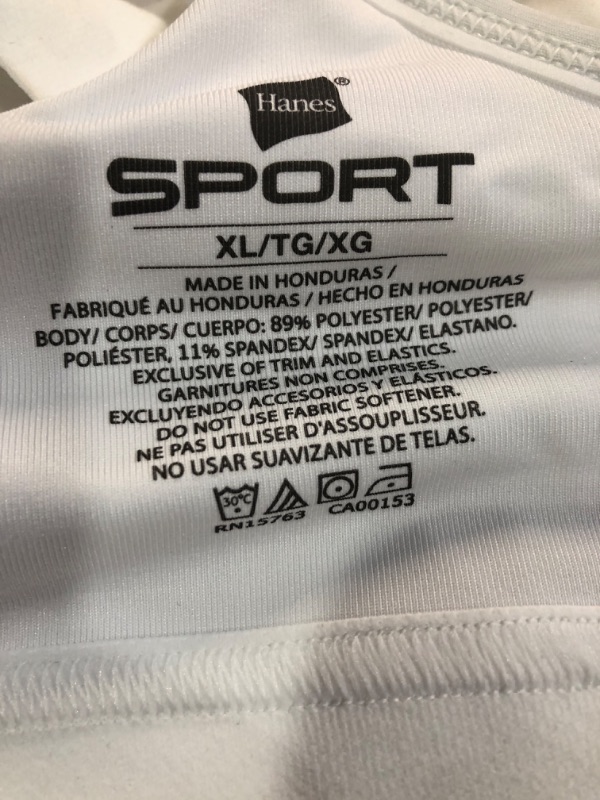 Hanes®
SPORT
XL/TG/XG
MADE IN HONDURAS /
FABRIQUÉ AU HONDURAS / HECHO EN HONDURAS
BODY/ CORPS/ CUERPO: 89% POLYESTER/ POLYESTER/
POLIÉSTER, 11% SPANDEX/ SPANDEX/ ELASTANO.
EXCLUSIVE OF TRIM AND ELASTICS.
GARNITURES NON COMPRISES.
EXCLUYENDO ACCESORIOS Y ELÁSTICOS.
DO NOT USE FABRIC SOFTENER.
NE PAS UTILISER D'ASSOUPLISSEUR.
NO USAR SUAVIZANTE DE TELAS.
30°C
RN15763 CA00153